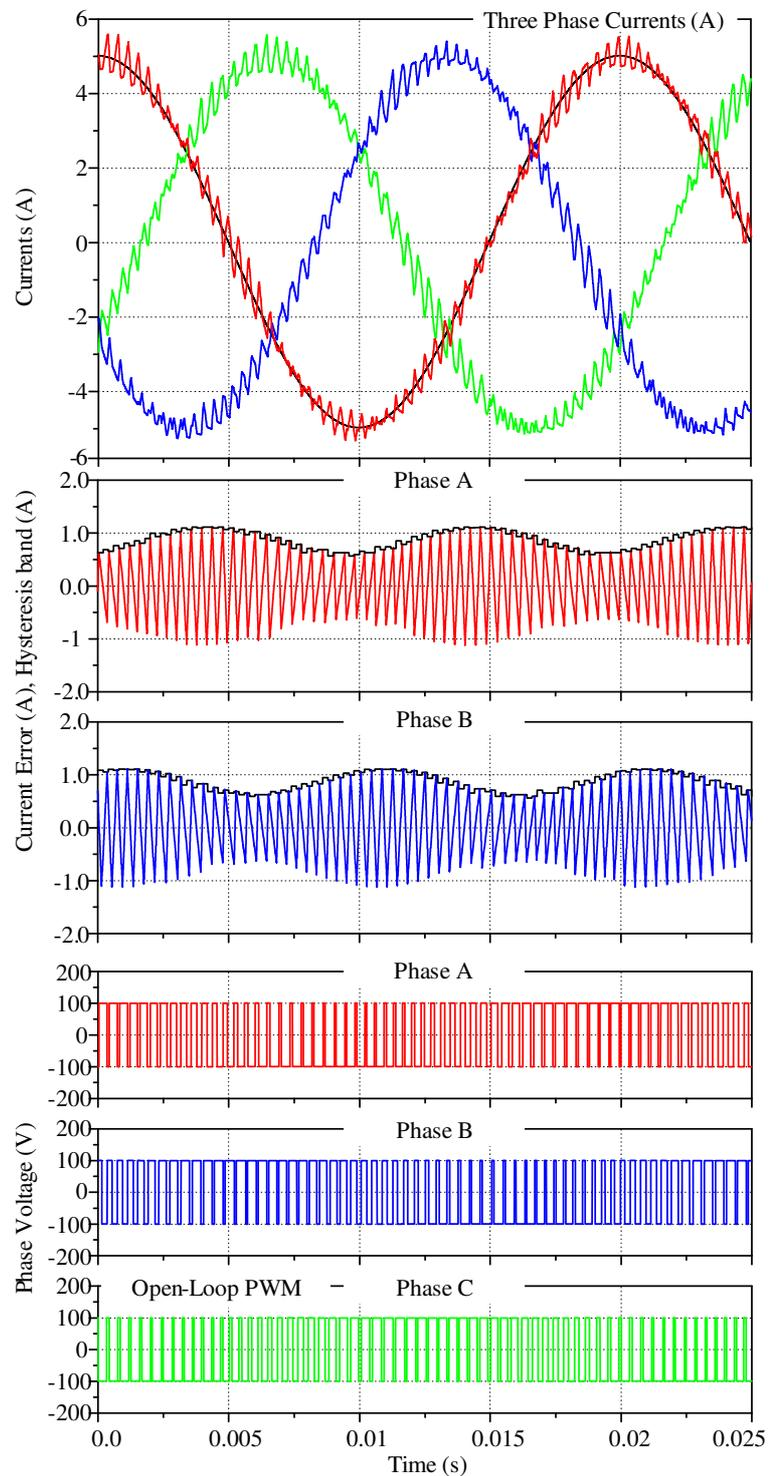 Three Phase Currents (A)
6
4
2
0
-2
-4
-6
Currents (A)
Phase A
2.0
1.0
0.0
-1
-2.0
Current Error (A), Hysteresis band (A)
Phase B
2.0
1.0
0.0
-1.0
-2.0
Phase A
200
100
0
-100
-200
Phase Voltage (V)
Phase B
200
100
0
-100
-200
Open-Loop PWM
Phase C
200
100
0
-100
-200
0.0 0.005 0.01 0.015 0.02 0.025
Time (s)